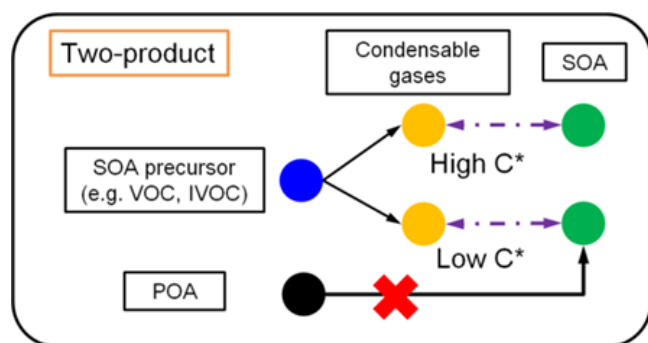 Two-product
Condensable
gases
SOA
High C*
SOA precursor
(e.g. VOC, IVOC)
Low C*
POA